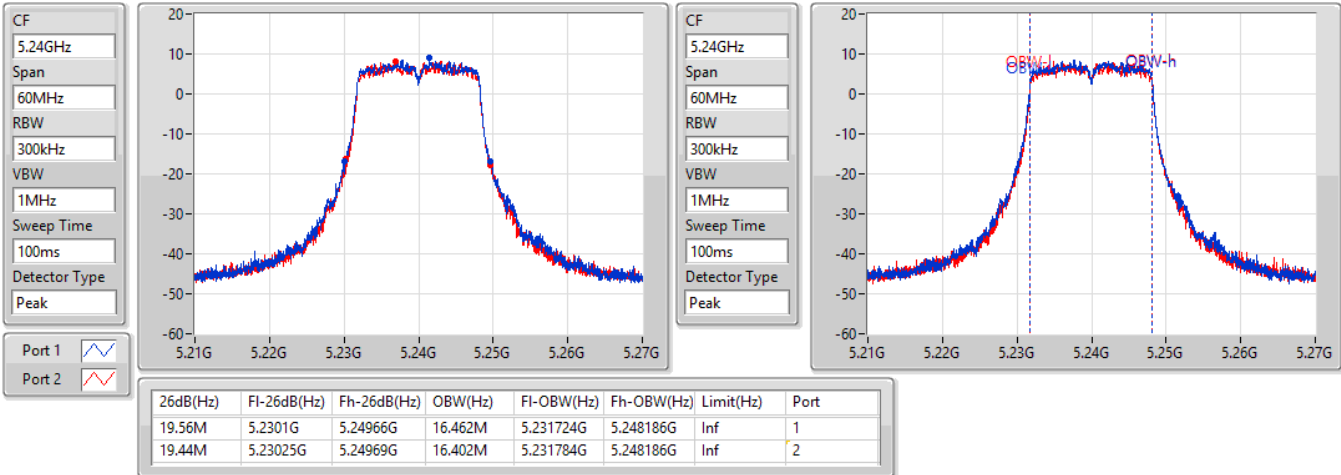 CF
5.24GHz
Span
60MHz
RBW
300kHz
VBW
1MHz
Sweep Time
100ms
Detector Type
Peak
Port 1
Port 2
20
10
0
-10
-20
-30
-40
-50
-60
5.21G 5.22G 5.23G 5.24G 5.25G 5.26G 5.27G
CF
5.24GHz
Span
60MHz
RBW
300kHz
VBW
1MHz
Sweep Time
100ms
Detector Type
Peak
20
10
0
-10
-20
-30
-40
-50
-60
OBW-h
5.21G 5.22G 5.23G 5.24G 5.25G 5.26G 5.27G
26dB(Hz) Fl-26dB(Hz) Fh-26dB(Hz) OBW(Hz) Fl-OBW(Hz) Fh-OBW(Hz) Limit(Hz) Port
19.56M 5.2301G 5.24966G 16.462M 5.231724G 5.248186G Inf 1
19.44M 5.23025G 5.24969G 16.402M 5.231784G 5.248186G Inf 2